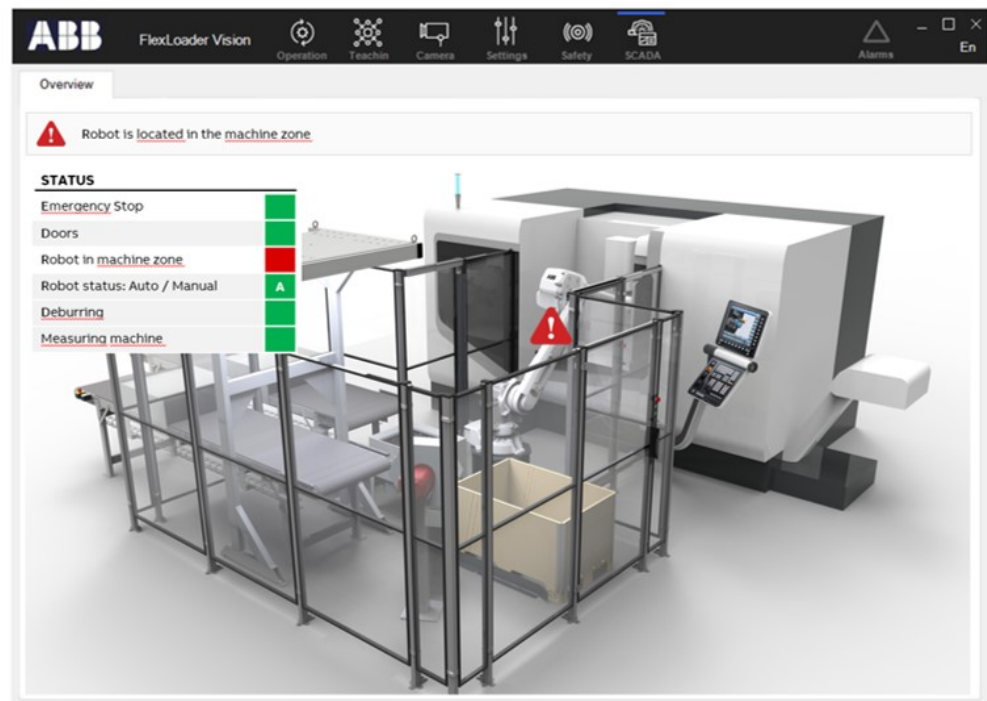 ABB
FlexLoader Vision
Operation
Teachin
Camera
Settings
Safety
SCADA
Alarms
En
Overview
Robot is located in the machine zone
STATUS
Emergency Stop
Doors
Robot in machine zone
Robot status: Auto / Manual A
Deburring
Measuring machine